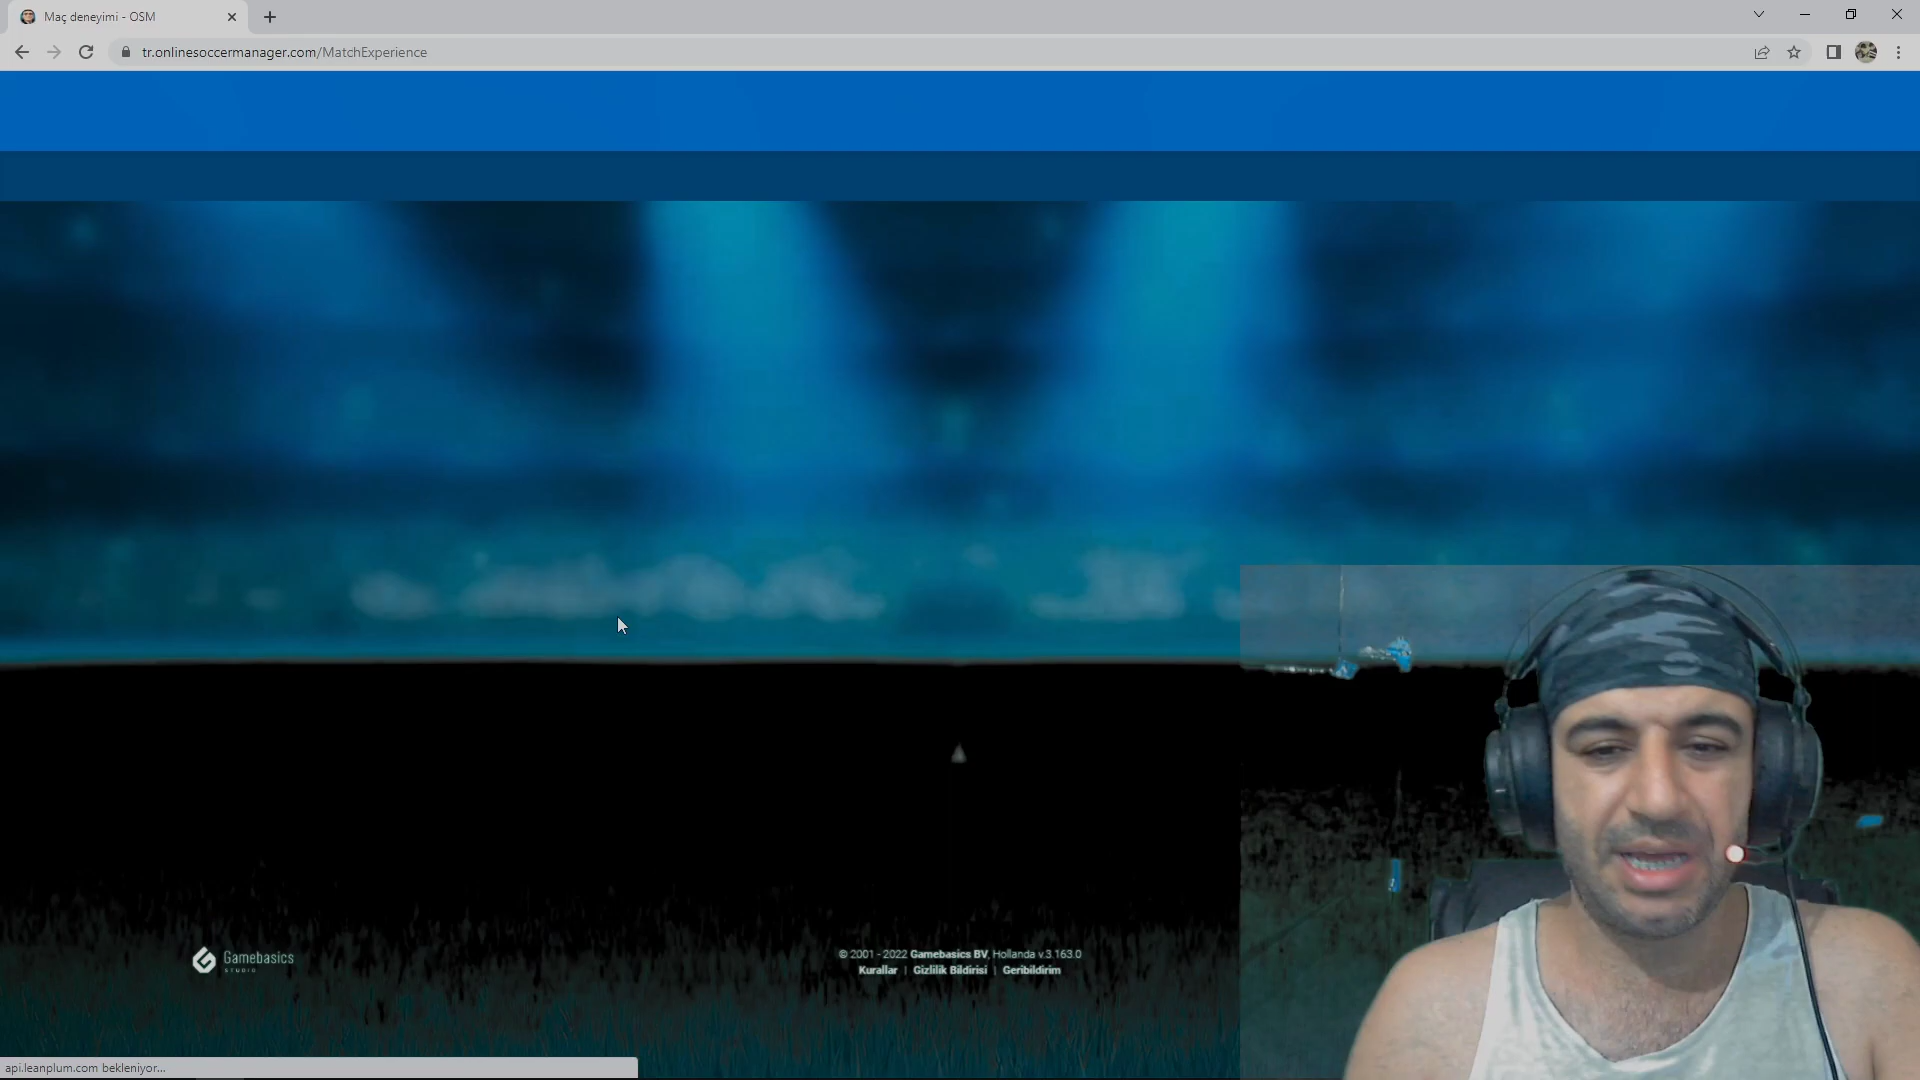 Maç deneyimi - OSM
tr.onlinesoccermanager.com/MatchExperience
Gamebasics
STUDIO
© 2001 - 2022 Gamebasics BV, Hollanda v.3.163.0
Kurallar | Gizlilik Bildirisi | Geribildirim
api.leanplum.com bekleniyor...